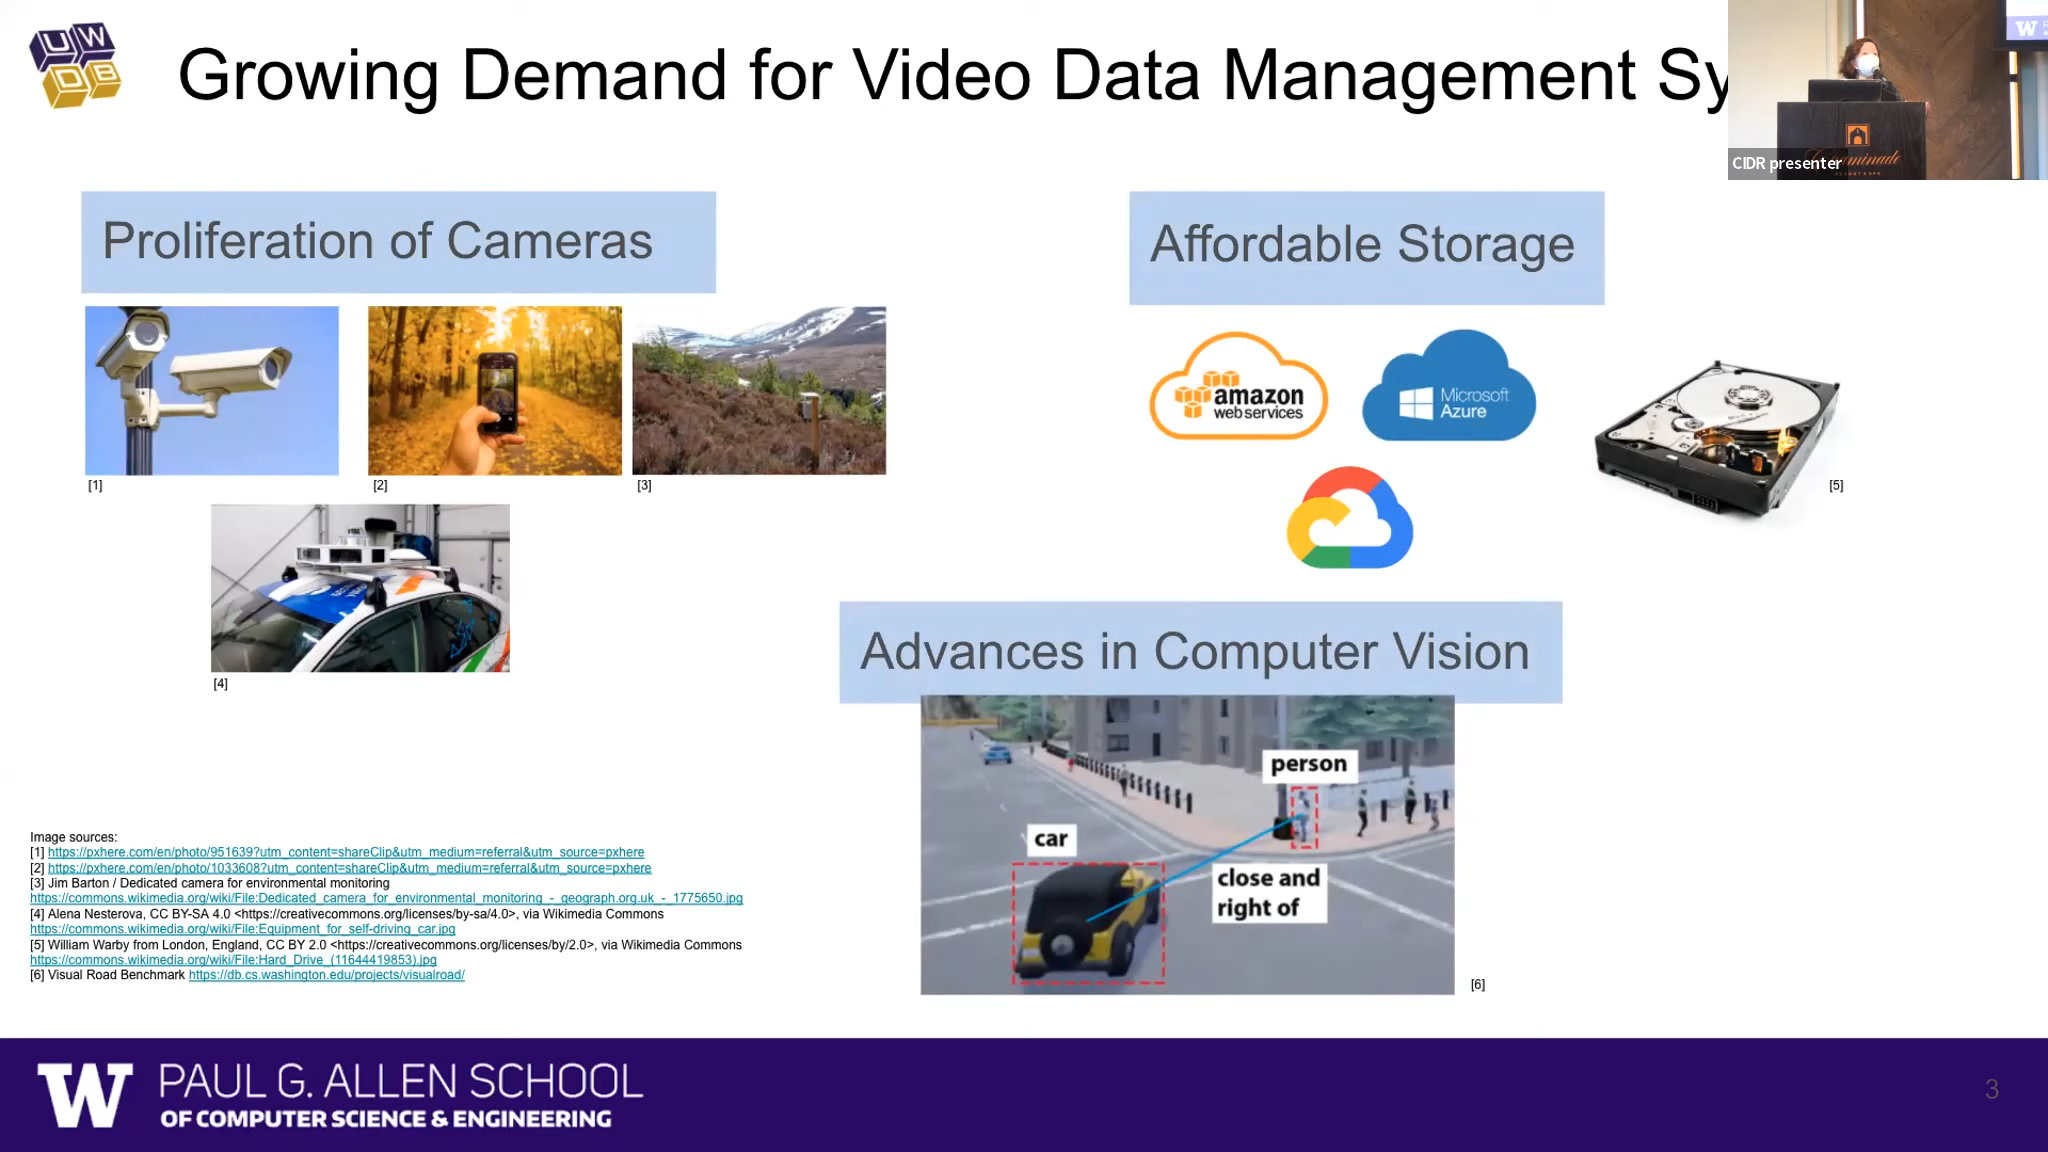 UW
DB
Growing Demand for Video Data Management Sy
W
CIDR presenter
Proliferation of Cameras
Affordable Storage
amazon
web services
Microsoft
Azure
[1]
[2]
[3]
[5]
[4]
Advances in Computer Vision
person
car
close and
right of
[6]
Image sources:
[1] https://pxhere.com/en/photo/951639?utm_content=shareClip&utm_medium=referral&utm_source=pxhere
[2] https://pxhere.com/en/photo/1033608?utm_content=shareClip&utm_medium=referral&utm_source=pxhere
[3] Jim Barton / Dedicated camera for environmental monitoring
https://commons.wikimedia.org/wiki/File:Dedicated_camera_for_environmental_monitoring_-_geograph.org.uk_-_1775650.jpg
[4] Alena Nesterova, CC BY-SA 4.0 <https://creativecommons.org/licenses/by-sa/4.0>, via Wikimedia Commons
https://commons.wikimedia.org/wiki/File:Equipment_for_self-driving_car.jpg
[5] William Warby from London, England, CC BY 2.0 <https://creativecommons.org/licenses/by/2.0>, via Wikimedia Commons
https://commons.wikimedia.org/wiki/File:Hard_Drive_(11644419853).jpg
[6] Visual Road Benchmark https://db.cs.washington.edu/projects/visualroad/
W PAUL G. ALLEN SCHOOL
OF COMPUTER SCIENCE & ENGINEERING
3